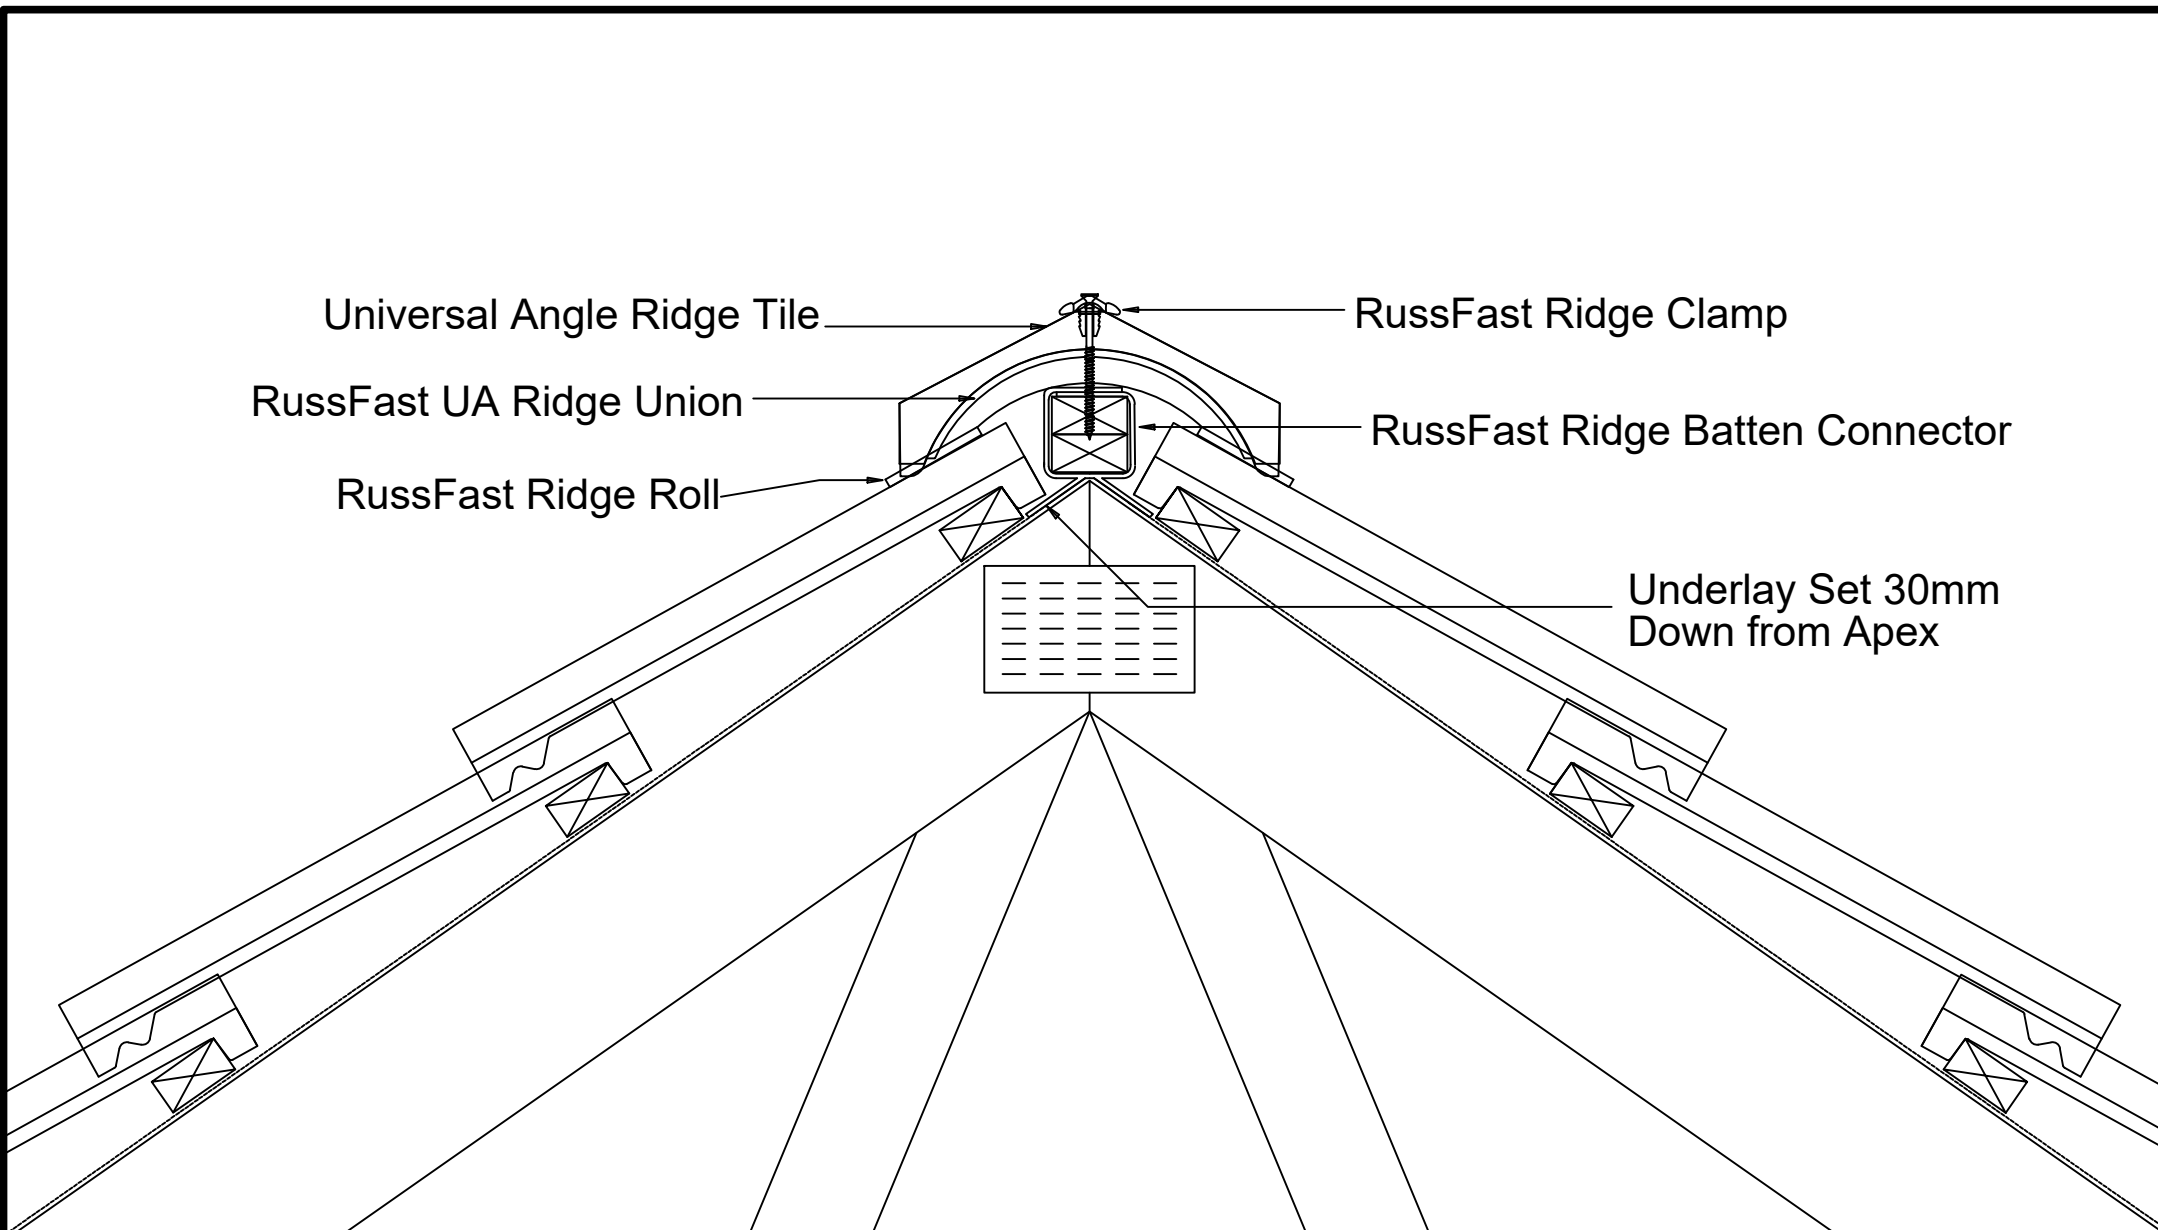 Universal Angle Ridge Tile
RussFast UA Ridge Union
RussFast Ridge Roll
RussFast Ridge Clamp
RussFast Ridge Batten Connector
Underlay Set 30mm
Down from Apex